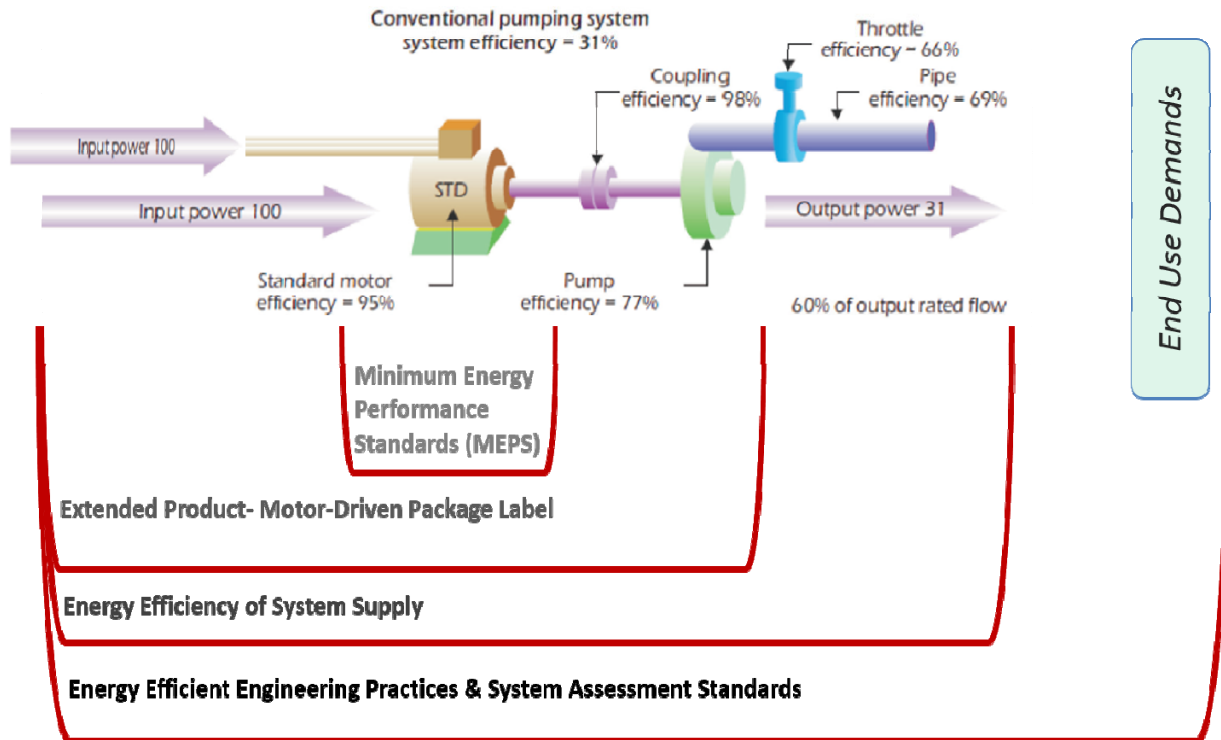 Conventional pumping system
system efficiency = 31%
Throttle
efficiency – 66%
Coupling
efficiency = 98%
Pipe
efficiency = 69%
Input power 100
STD
Input power 100
Output power 31
Standard motor
efficiency = 95%
Pump
efficiency = 77%
60% of output rated flow
End Use Demands
Minimum Energy
Performance
Standards (MEPS)
Extended Product- Motor-Driven Package Label
Energy Efficiency of System Supply
Energy Efficient Engineering Practices & System Assessment Standards